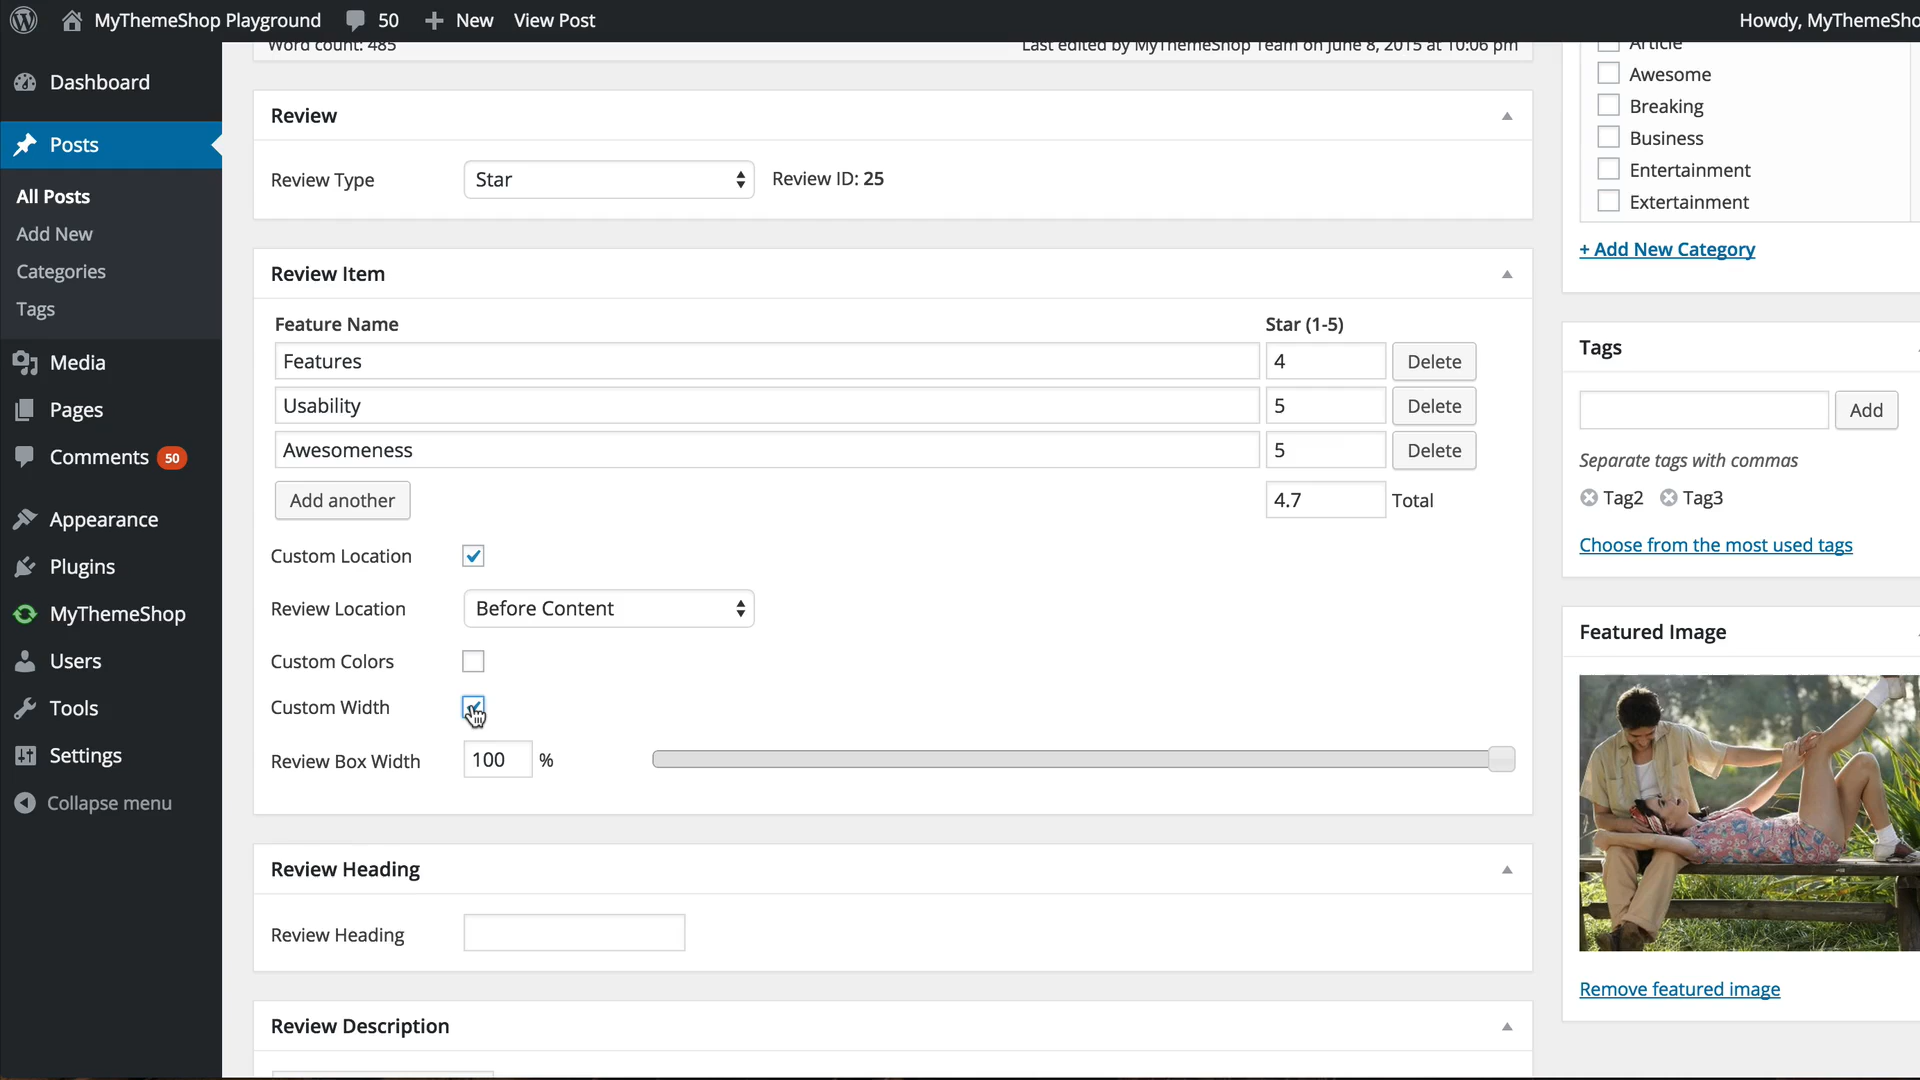 MyThemeShop Playground 50 New View Post Howdy, MyThemeSho
Word count: 485 Last edited by MyThemeShop Team on June 8, 2015 at 10:06 pm
Dashboard
Posts
All Posts
Add New
Categories
Tags
Media
Pages
Comments 50
Appearance
Plugins
MyThemeShop
Users
Tools
Settings
Collapse menu
Review
Review Type Star Review ID: 25
Review Item
Feature Name Star (1-5)
Features 4 Delete
Usability 5 Delete
Awesomeness 5 Delete
Add another 4.7 Total
Custom Location
Review Location Before Content
Custom Colors
Custom Width
Review Box Width 100 %
Review Heading
Review Heading
Review Description
Article
Awesome
Breaking
Business
Entertainment
Extertainment
+ Add New Category
Tags
Add
Separate tags with commas
Tag2 Tag3
Choose from the most used tags
Featured Image
Remove featured image